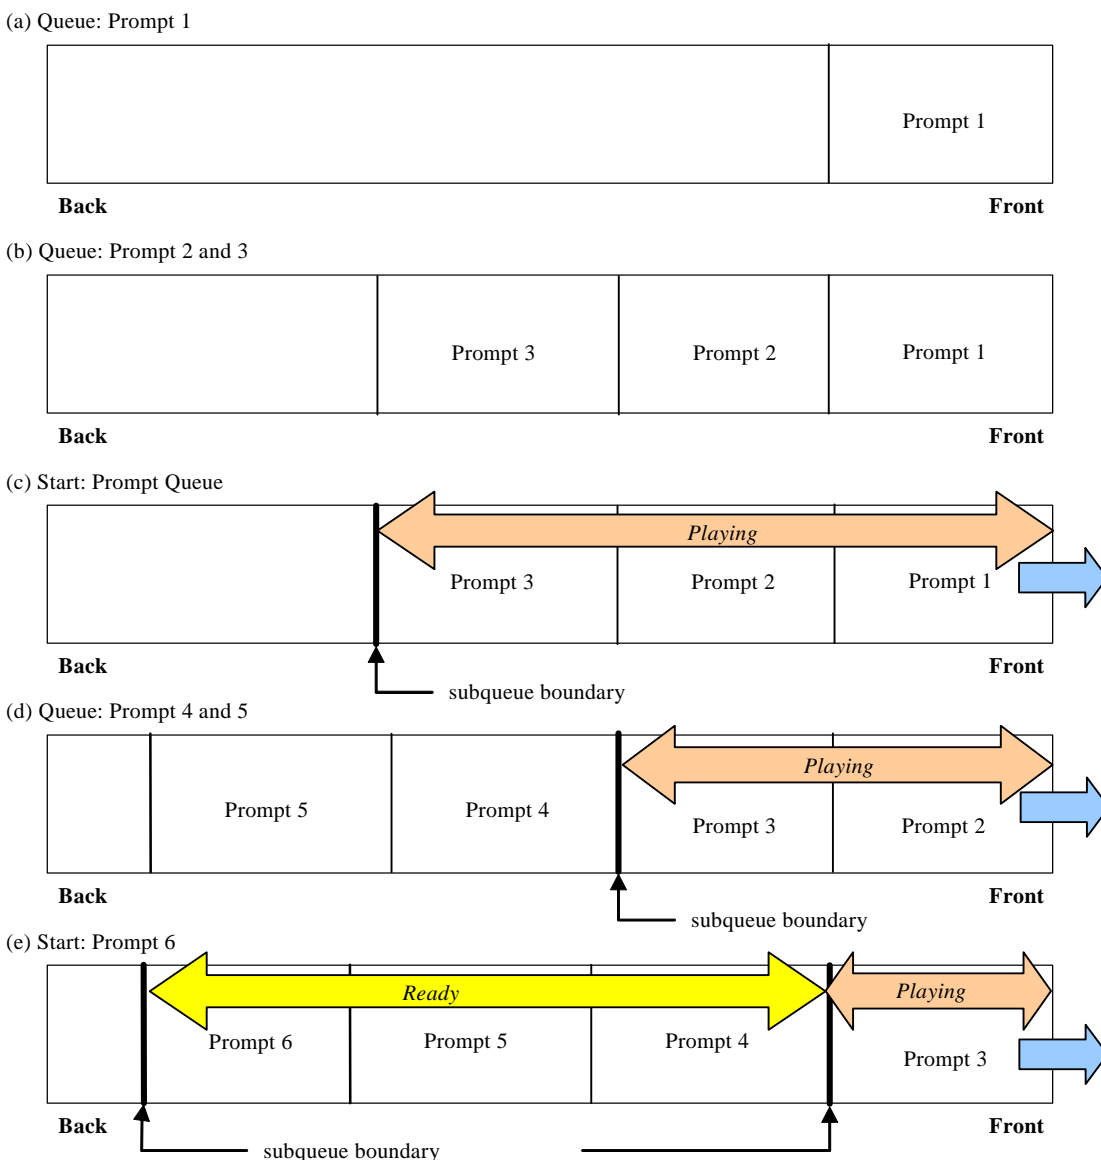 (a) Queue: Prompt 1
Prompt 1
Back Front
(b) Queue: Prompt 2 and 3
Prompt 3 Prompt 2 Prompt 1
Back Front
(c) Start: Prompt Queue
Playing
Prompt 3 Prompt 2 Prompt 1
Back Front
subqueue boundary
(d) Queue: Prompt 4 and 5
Playing
Prompt 5 Prompt 4 Prompt 3 Prompt 2
Back Front
subqueue boundary
(e) Start: Prompt 6
Ready Playing
Prompt 6 Prompt 5 Prompt 4 Prompt 3
Back Front
subqueue boundary